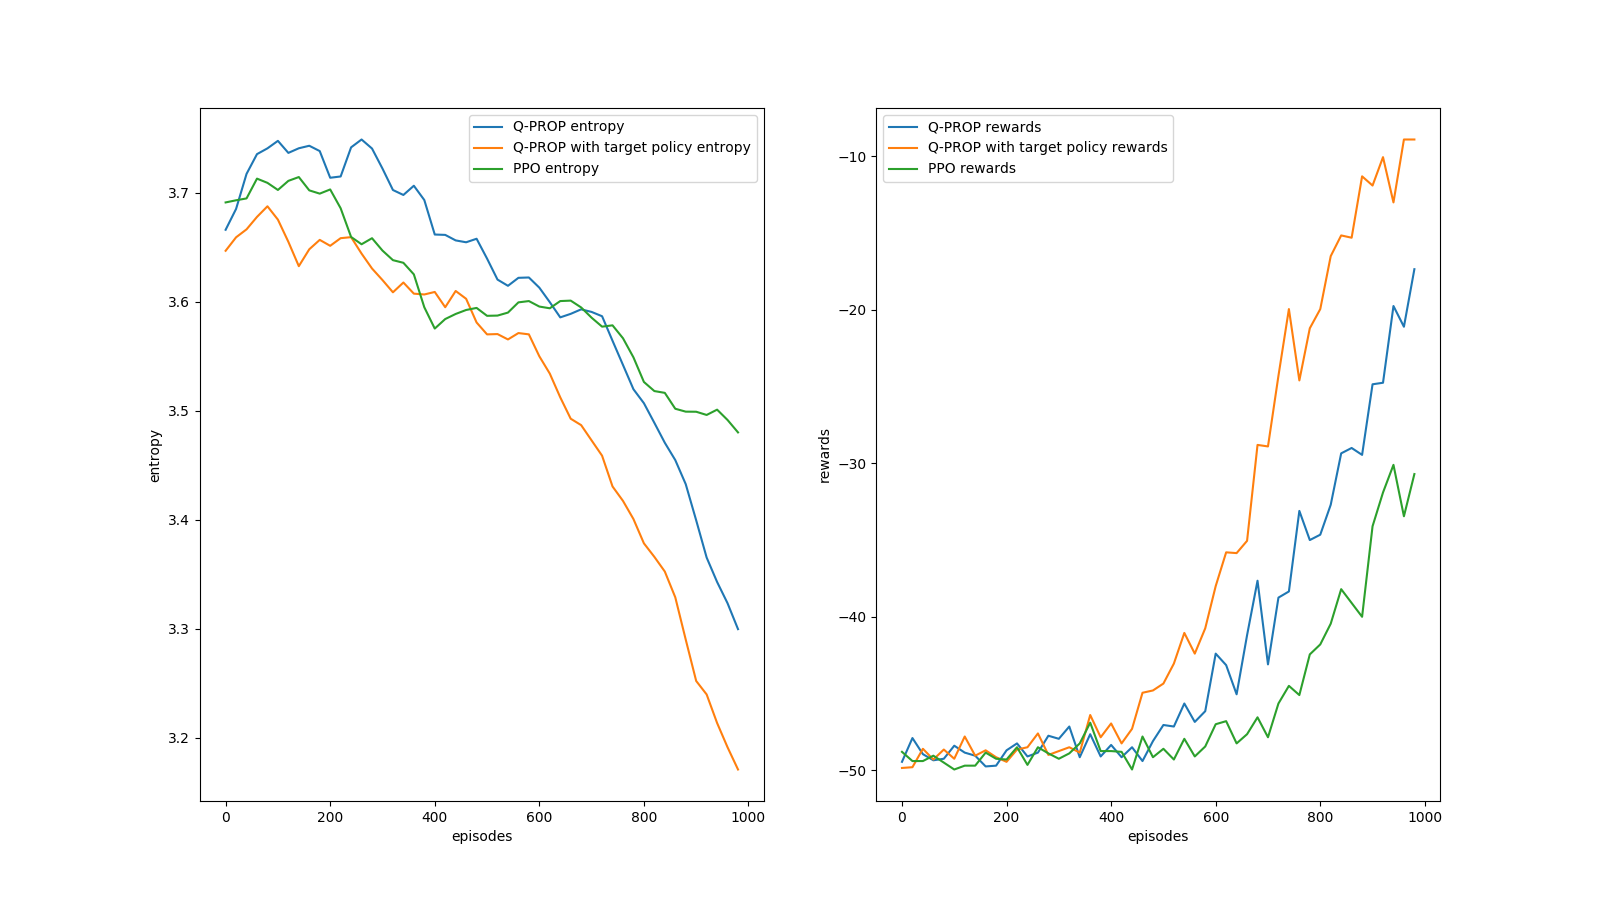 Q-PROP entropy
Q-PROP with target policy entropy
PPO entropy
3.7
3.6
3.5
3.4
3.3
3.2
entropy
0
200
400
600
800
1000
episodes
Q-PROP rewards
Q-PROP with target policy rewards
PPO rewards
−10
−20
−30
−40
−50
rewards
0
200
400
600
800
1000
episodes